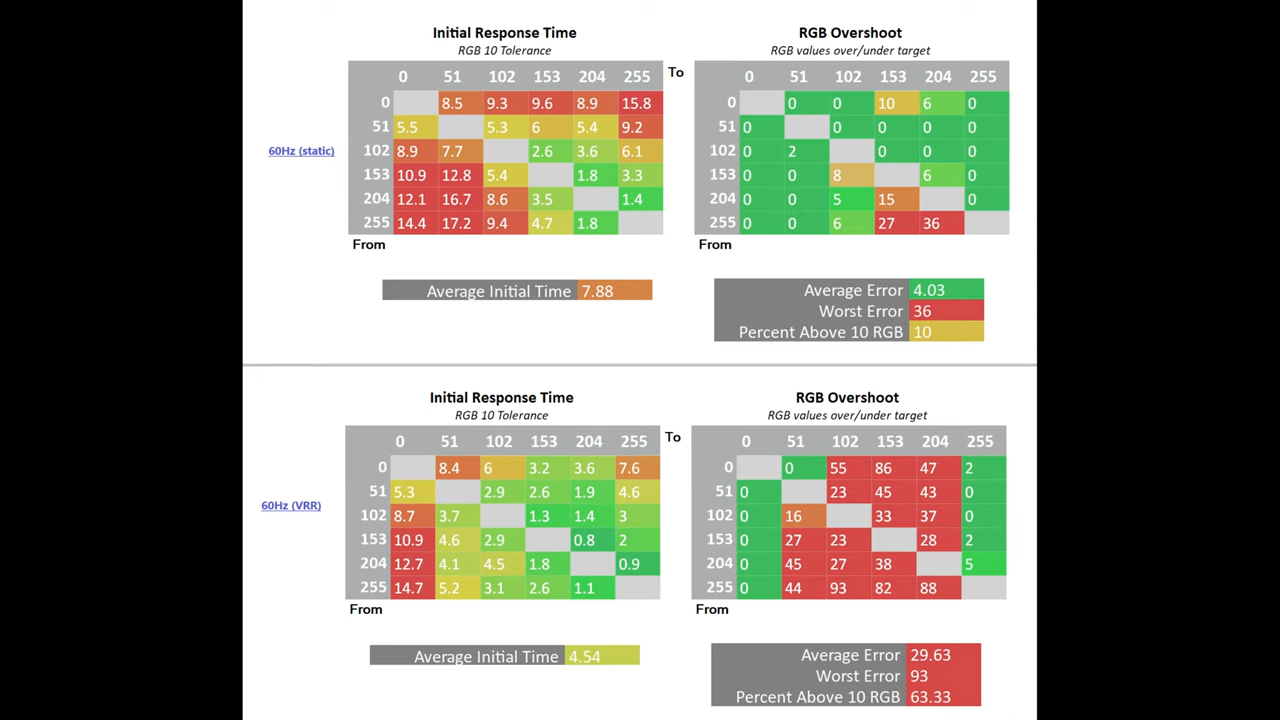 Initial Response Time
RGB 10 Tolerance
0 51 102 153 204 255
0 8.5 9.3 9.6 8.9 15.8
51 5.5 5.3 6 5.4 9.2
102 8.9 7.7 2.6 3.6 6.1
153 10.9 12.8 5.4 1.8 3.3
204 12.1 16.7 8.6 3.5 1.4
255 14.4 17.2 9.4 4.7 1.8
To
From
60Hz (static)
Average Initial Time 7.88
RGB Overshoot
RGB values over/under target
0 51 102 153 204 255
0 0 0 10 6 0
51 0 0 0 0 0
102 0 2 0 0 0
153 0 0 8 6 0
204 0 0 5 15 0
255 0 0 6 27 36
From
Average Error 4.03
Worst Error 36
Percent Above 10 RGB 10
Initial Response Time
RGB 10 Tolerance
0 51 102 153 204 255
0 8.4 6 3.2 3.6 7.6
51 5.3 2.9 2.6 1.9 4.6
102 8.7 3.7 1.3 1.4 3
153 10.9 4.6 2.9 0.8 2
204 12.7 4.1 4.5 1.8 0.9
255 14.7 5.2 3.1 2.6 1.1
To
From
60Hz (VRR)
Average Initial Time 4.54
RGB Overshoot
RGB values over/under target
0 51 102 153 204 255
0 0 55 86 47 2
51 0 23 45 43 0
102 0 16 33 37 0
153 0 27 23 28 2
204 0 45 27 38 5
255 0 44 93 82 88
From
Average Error 29.63
Worst Error 93
Percent Above 10 RGB 63.33